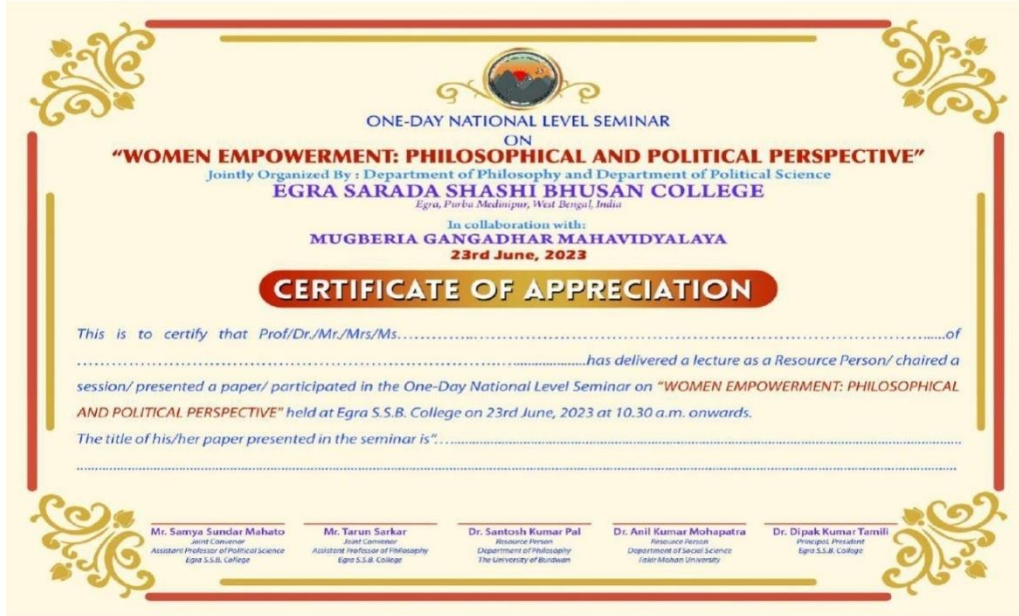 ONE-DAY NATIONAL LEVEL SEMINAR
ON
“WOMEN EMPOWERMENT: PHILOSOPHICAL AND POLITICAL PERSPECTIVE”
Jointly Organized By : Department of Philosophy and Department of Political Science
EGRA SARADA SHASHI BHUSAN COLLEGE
Egra, Purba Medinipur, West Bengal, India
In collaboration with:
MUGBERIA GANGADHAR MAHAVIDYALAYA
23rd June, 2023
CERTIFICATE OF APPRECIATION
This is to certify that Prof/Dr./Mr./Mrs/Ms...............................................................of
...............................................................has delivered a lecture as a Resource Person/ chaired a
session/ presented a paper/ participated in the One-Day National Level Seminar on “WOMEN EMPOWERMENT: PHILOSOPHICAL
AND POLITICAL PERSPECTIVE” held at Egra S.S.B. College on 23rd June, 2023 at 10.30 a.m. onwards.
The title of his/her paper presented in the seminar is“...............................................................
...............................................................
Mr. Samya Sundar Mahato
Joint Convenor
Assistant Professor of Political Science
Egra S.S.B. College
Mr. Tarun Sarkar
Joint Convenor
Assistant Professor of Philosophy
Egra S.S.B. College
Dr. Santosh Kumar Pal
Resource Person
Department of Philosophy
The University of Burdwan
Dr. Anil Kumar Mohapatra
Resource Person
Department of Social Science
Fakir Mohan University
Dr. Dipak Kumar Tamili
Principal, President
Egra S.S.B. College